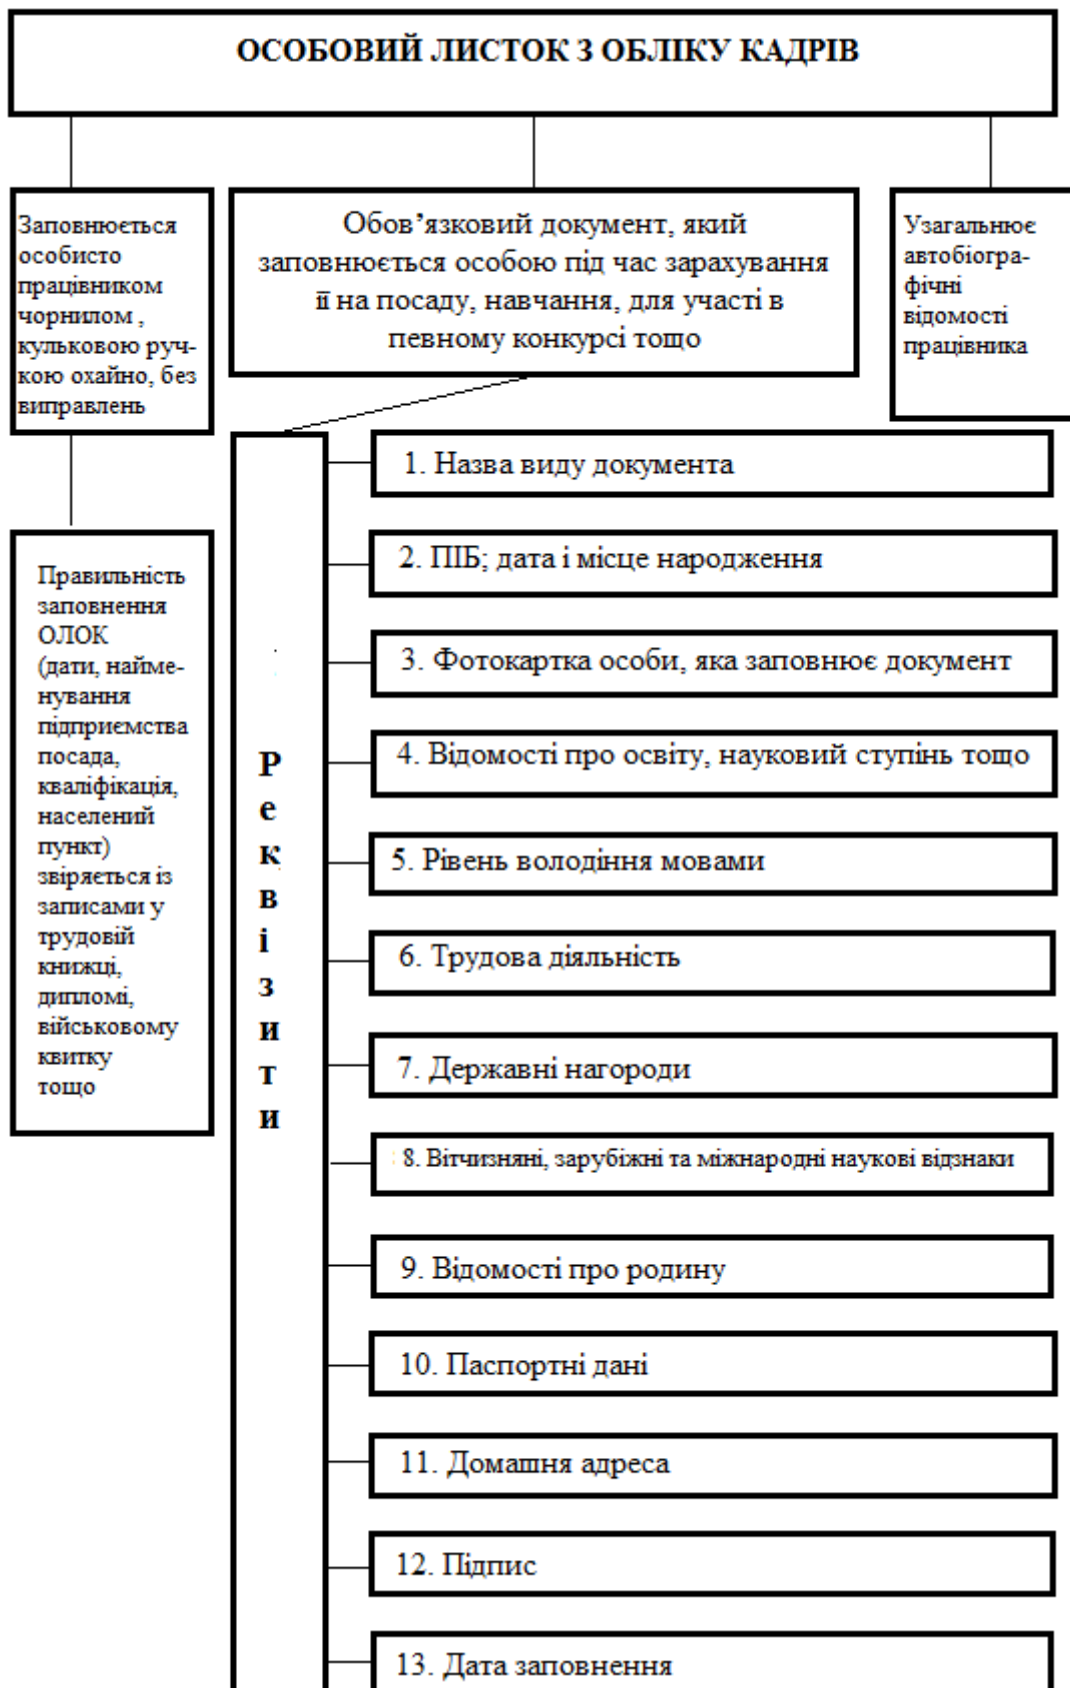 ОСОБОВИЙ ЛИСТОК З ОБЛІКУ КАДРІВ
Заповнюється
особисто
працівником
чорнилом ,
кульковою руч-
кою охайно, без
виправлень
Обов’язковий документ, який
заповнюється особою під час зарахування
її на посаду, навчання, для участі в
певному конкурсі тощо
Узагальнює
автобіогра-
фічні
відомості
працівника
Правильність
заповнення
ОЛОК
(дати, найме-
нування
підприємства
посада,
кваліфікація,
населений
пункт)
звіряється із
записами у
трудовій
книжці,
дипломі,
військовому
квитку
тощо
Р
е
к
в
і
з
и
т
и
1. Назва виду документа
2. ПІБ; дата і місце народження
3. Фотокартка особи, яка заповнює документ
4. Відомості про освіту, науковий ступінь тощо
5. Рівень володіння мовами
6. Трудова діяльність
7. Державні нагороди
8. Вітчизняні, зарубіжні та міжнародні наукові відзнаки
9. Відомості про родину
10. Паспортні дані
11. Домашня адреса
12. Підпис
13. Дата заповнення